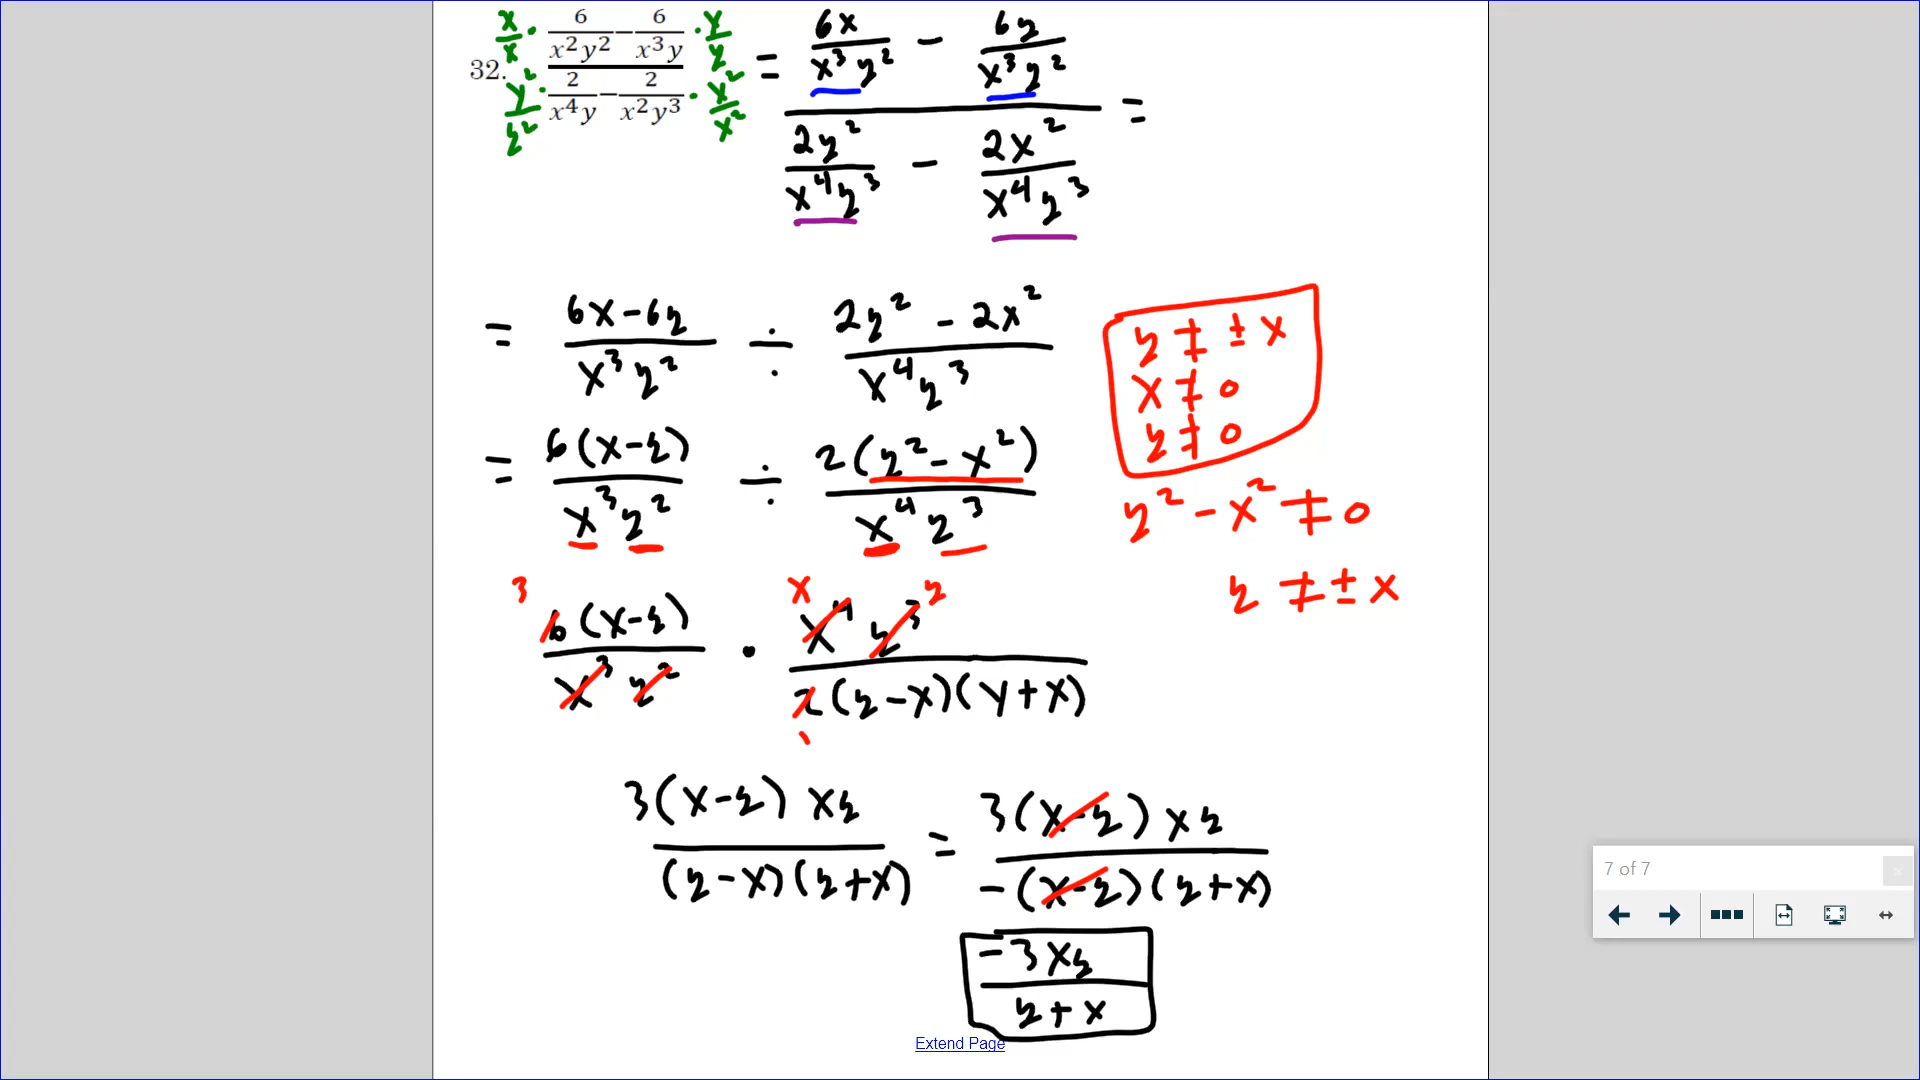 32. x/x · 6/(x²y²) − 6/(x³y) · y/y = 6x/(x³y²) − 6y/(x³y²)
y²/y² · 2/(x⁴y) − 2/(x²y³) · x²/x² 2y²/(x⁴y³) − 2x²/(x⁴y³) =
= (6x−6y)/(x³y²) ÷ (2y² − 2x²)/(x⁴y³)
y ≠ ± x
x ≠ 0
y ≠ 0
= 6(x−y)/(x³y²) ÷ 2(y² − x²)/(x⁴y³)
y² − x² ≠ 0
y ≠ ± x
3 x y
6(x−y)/(x³y²) · x⁴y³/(2(y−x)(y+x))
1
3(x−y)xy/((y−x)(y+x)) = 3(x−y)xy/(−(x−y)(y+x))
−3xy/(y+x)
Extend Page
7 of 7